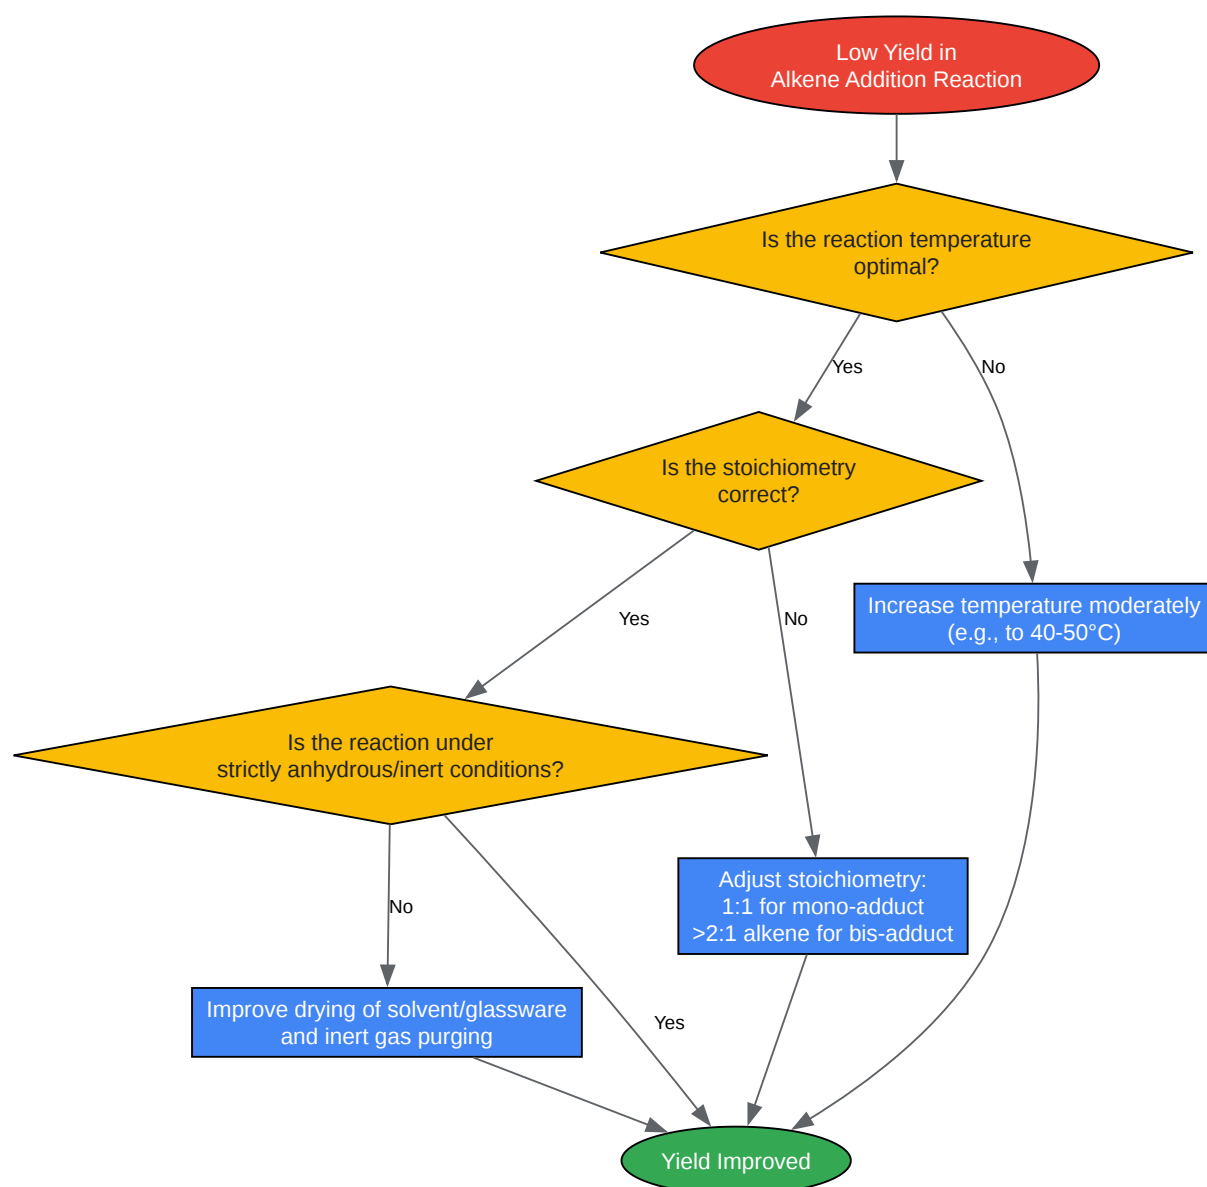 Low Yield in
Alkene Addition Reaction
Is the reaction temperature
optimal?
Yes
No
Is the stoichiometry
correct?
Increase temperature moderately
(e.g., to 40-50°C)
Yes
No
Is the reaction under
strictly anhydrous/inert conditions?
Adjust stoichiometry:
1:1 for mono-adduct
>2:1 alkene for bis-adduct
No
Improve drying of solvent/glassware
and inert gas purging
Yes
Yield Improved